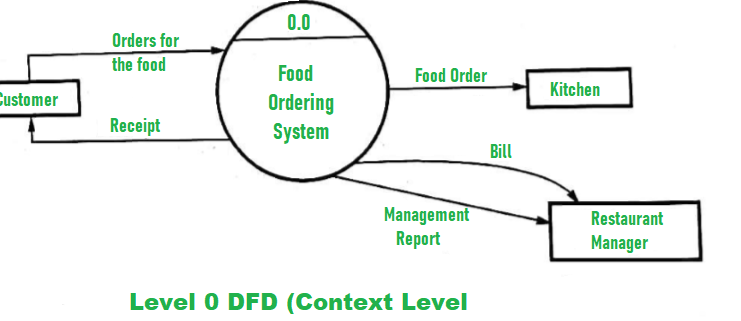 0.0
Orders for
the food
Food
Ordering
System
Food Order
Kitchen
Customer
Receipt
Bill
Management
Report
Restaurant
Manager
Level 0 DFD (Context Level